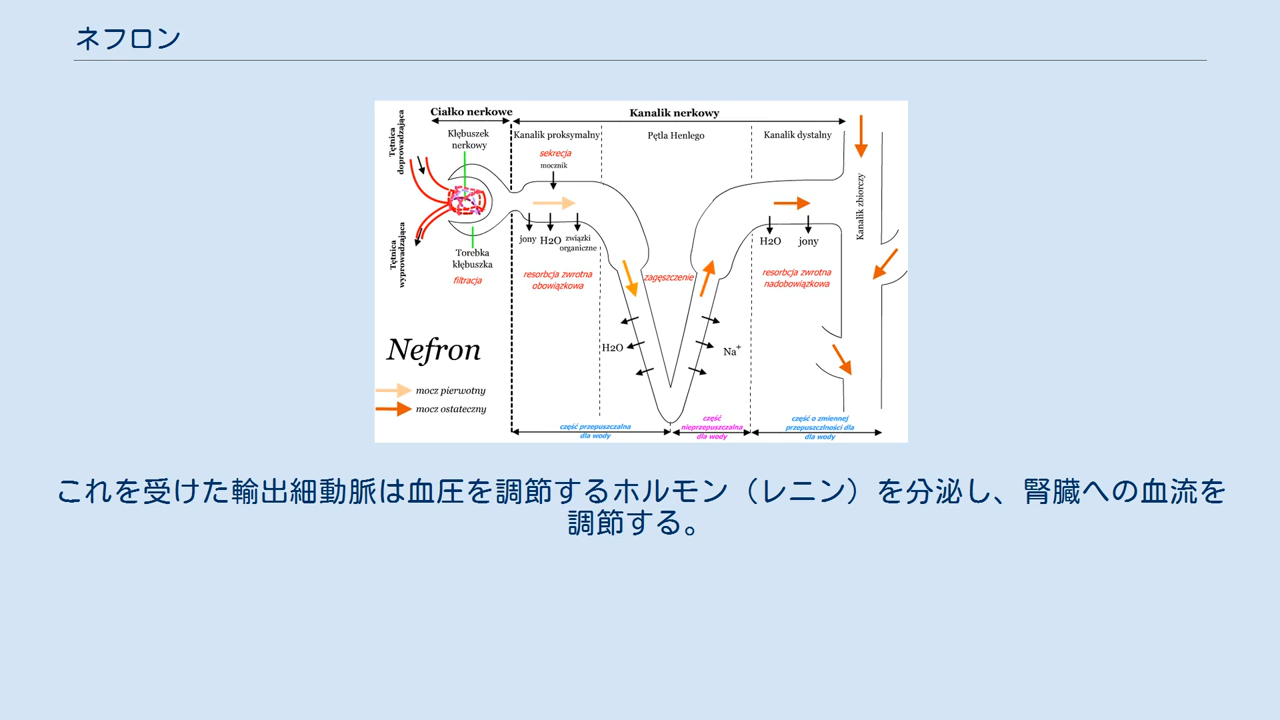 ネフロン
Ciałko nerkowe
Kanalik nerkowy
Tętnica
doprowadzająca
Kłębuszek
nerkowy
Kanalik proksymalny
Pętla Henlego
Kanalik dystalny
sekrecja
mocznik
Kanalik zbiorczy
Tętnica
wyprowadzająca
Torebka
kłębuszka
filtracja
jony
H2O
związki
organiczne
H2O
jony
resorbcja zwrotna
obowiązkowa
zagęszczenie
resorbcja zwrotna
nadobowiązkowa
H2O
Na+
Nefron
mocz pierwotny
mocz ostateczny
część przepuszczalna
dla wody
część
nieprzepuszczalna
dla wody
część o zmiennej
przepuszczlności dla
dla wody
これを受けた輸出細動脈は血圧を調節するホルモン（レニン）を分泌し、腎臓への血流を
調節する。